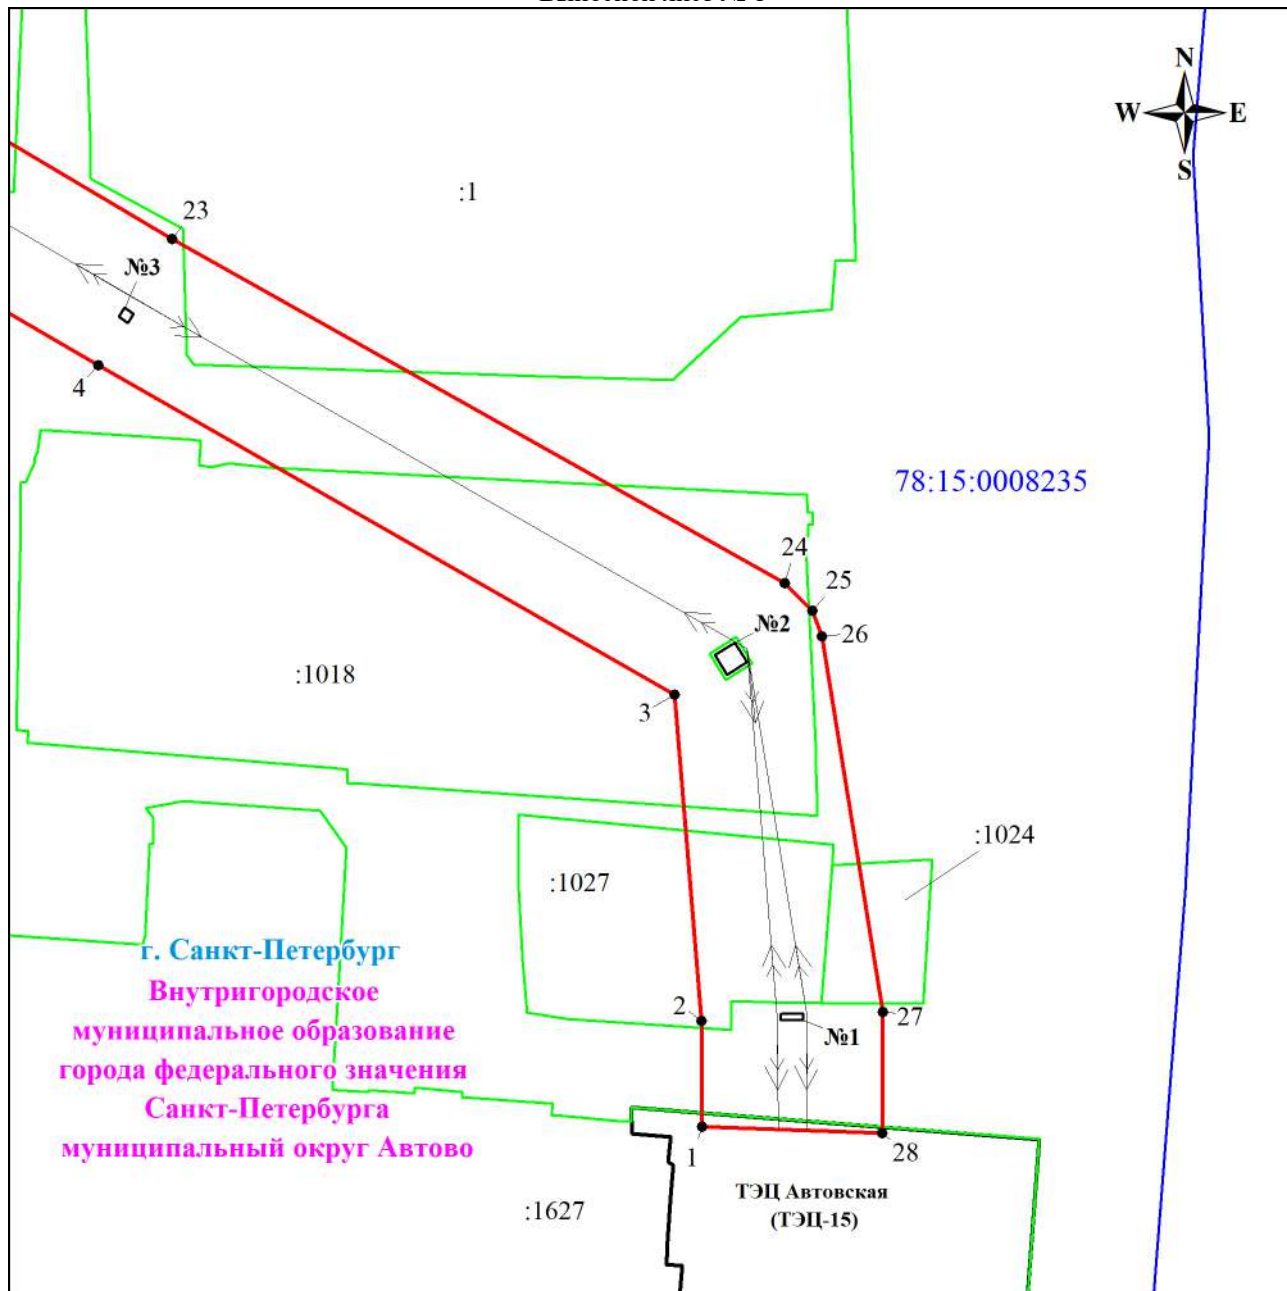 N
W
E
S
:1
23
№3
4
78:15:0008235
24
25
№2
26
:1018
3
:1024
:1027
г. Санкт-Петербург
Внутригородское
муниципальное образование
города федерального значения
Санкт-Петербурга
муниципальный округ Автово
2
27
№1
1
28
ТЭЦ Автовская
(ТЭЦ-15)
:1627